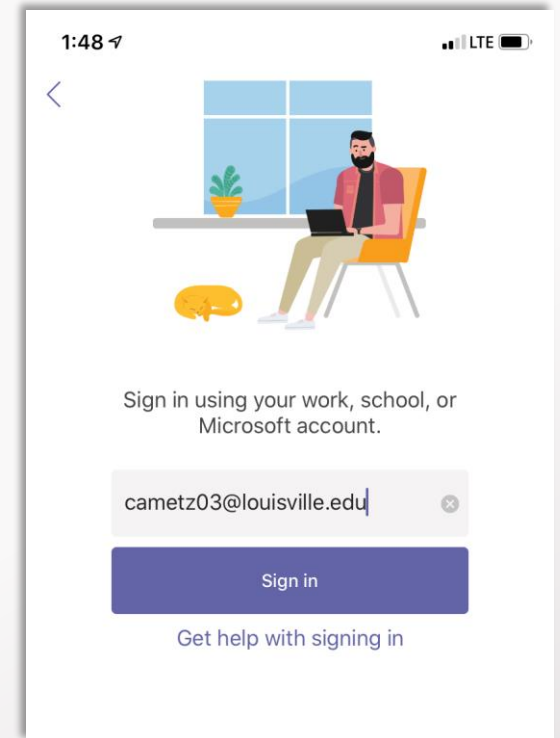 1:48 LTE
Sign in using your work, school, or
Microsoft account.
cametz03@louisville.edu
Sign in
Get help with signing in